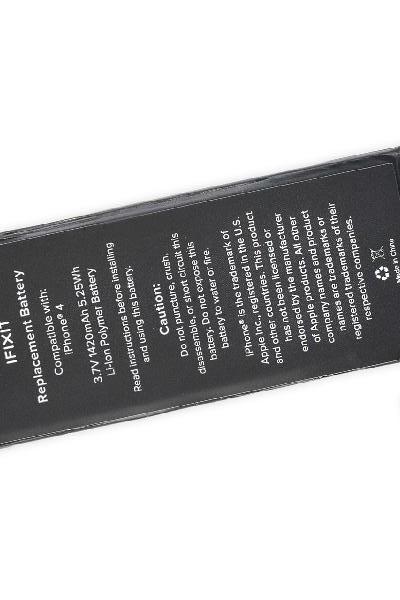 IFIXIT
Replacement Battery
Compatible with:
iPhone® 4
3.7V 1420mAh 5.25Wh
Li-Ion Polymer Battery
Read instructions before installing
and using this battery.
Caution:
Do not puncture, crush,
disassemble, or short circuit this
battery. Do not expose this
battery to water or fire.
iPhone® is the trademark of
Apple Inc., registered in the U.S.
and other countries. This product
has not been licensed or
endorsed by the manufacturer
of Apple products. All other
company names and product
names are trademarks or
registered trademarks of their
respective companies.
Made in China